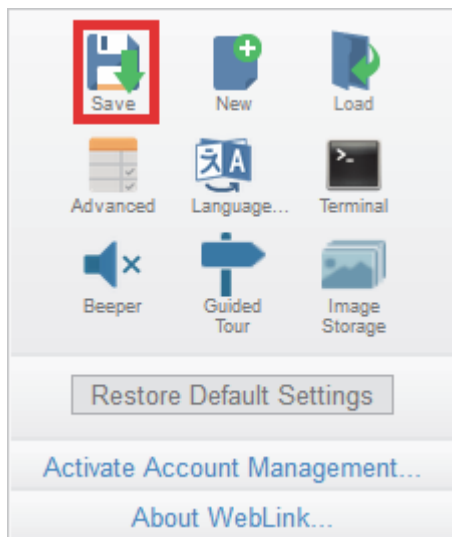 Save New Load
Advanced Language... Terminal
Beeper Guided Tour Image Storage
Restore Default Settings
Activate Account Management...
About WebLink...